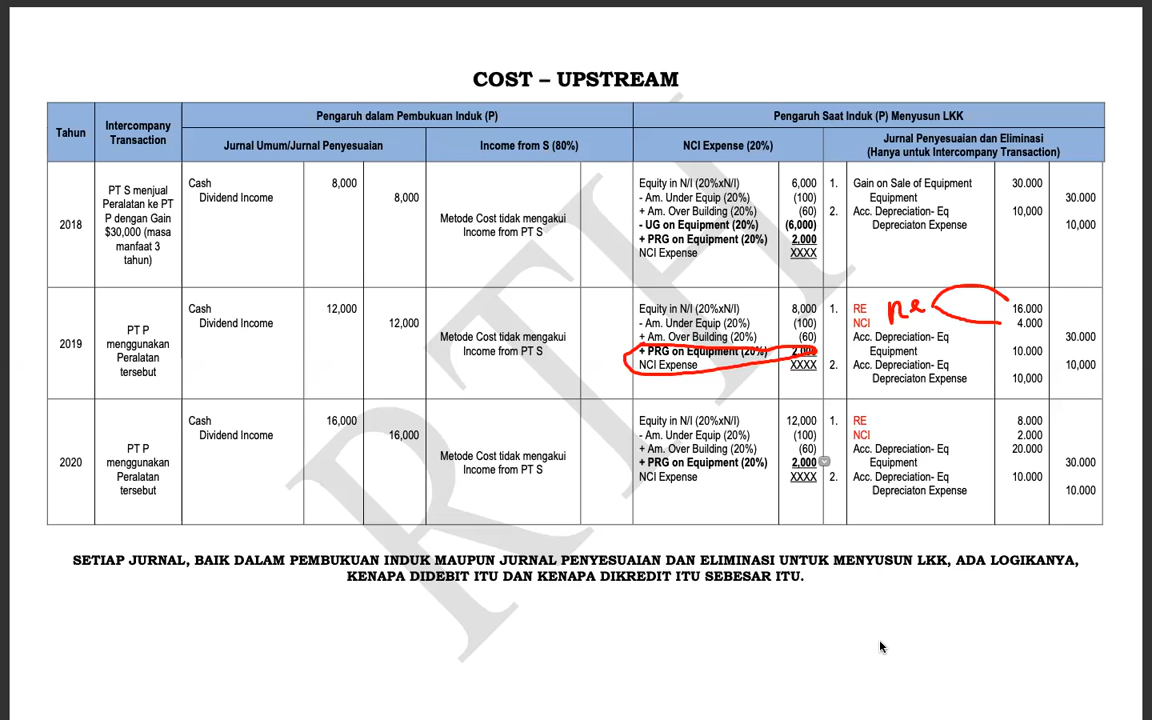 COST – UPSTREAM
Tahun
Intercompany
Transaction
Pengaruh dalam Pembukuan Induk (P)
Pengaruh Saat Induk (P) Menyusun LKK
Jurnal Umum/Jurnal Penyesuaian
Income from S (80%)
NCI Expense (20%)
Jurnal Penyesuaian dan Eliminasi
(Hanya untuk Intercompany Transaction)
2018
PT S menjual
Peralatan ke PT
P dengan Gain
$30,000 (masa
manfaat 3
tahun)
Cash 8,000
Dividend Income 8,000
Metode Cost tidak mengakui
Income from PT S
Equity in N/I (20%xN/I) 6,000
- Am. Under Equip (20%) (100)
+ Am. Over Building (20%) (60)
- UG on Equipment (20%) (6,000)
+ PRG on Equipment (20%) 2,000
NCI Expense XXXX
1. Gain on Sale of Equipment 30.000
Equipment 30.000
2. Acc. Depreciation- Eq 10,000
Depreciation Expense 10,000
2019
PT P
menggunakan
Peralatan
tersebut
Cash 12,000
Dividend Income 12,000
Metode Cost tidak mengakui
Income from PT S
Equity in N/I (20%xN/I) 8,000
- Am. Under Equip (20%) (100)
+ Am. Over Building (20%) (60)
+ PRG on Equipment (20%) 2,000
NCI Expense XXXX
1. RE 16.000
NCI 4.000
Acc. Depreciation- Eq 30.000
Equipment 10.000
2. Acc. Depreciation- Eq 10,000
Depreciaton Expense 10,000
2020
PT P
menggunakan
Peralatan
tersebut
Cash 16,000
Dividend Income 16,000
Metode Cost tidak mengakui
Income from PT S
Equity in N/I (20%xN/I) 12,000
- Am. Under Equip (20%) (100)
+ Am. Over Building (20%) (60)
+ PRG on Equipment (20%) 2,000
NCI Expense XXXX
1. RE 8.000
NCI 2.000
Acc. Depreciation- Eq 20.000
Equipment 30.000
2. Acc. Depreciation- Eq 10.000
Depreciaton Expense 10.000
SETIAP JURNAL, BAIK DALAM PEMBUKUAN INDUK MAUPUN JURNAL PENYESUAIAN DAN ELIMINASI UNTUK MENYUSUN LKK, ADA LOGIKANYA,
KENAPA DIDEBIT ITU DAN KENAPA DIKREDIT ITU SEBESAR ITU.
RTH